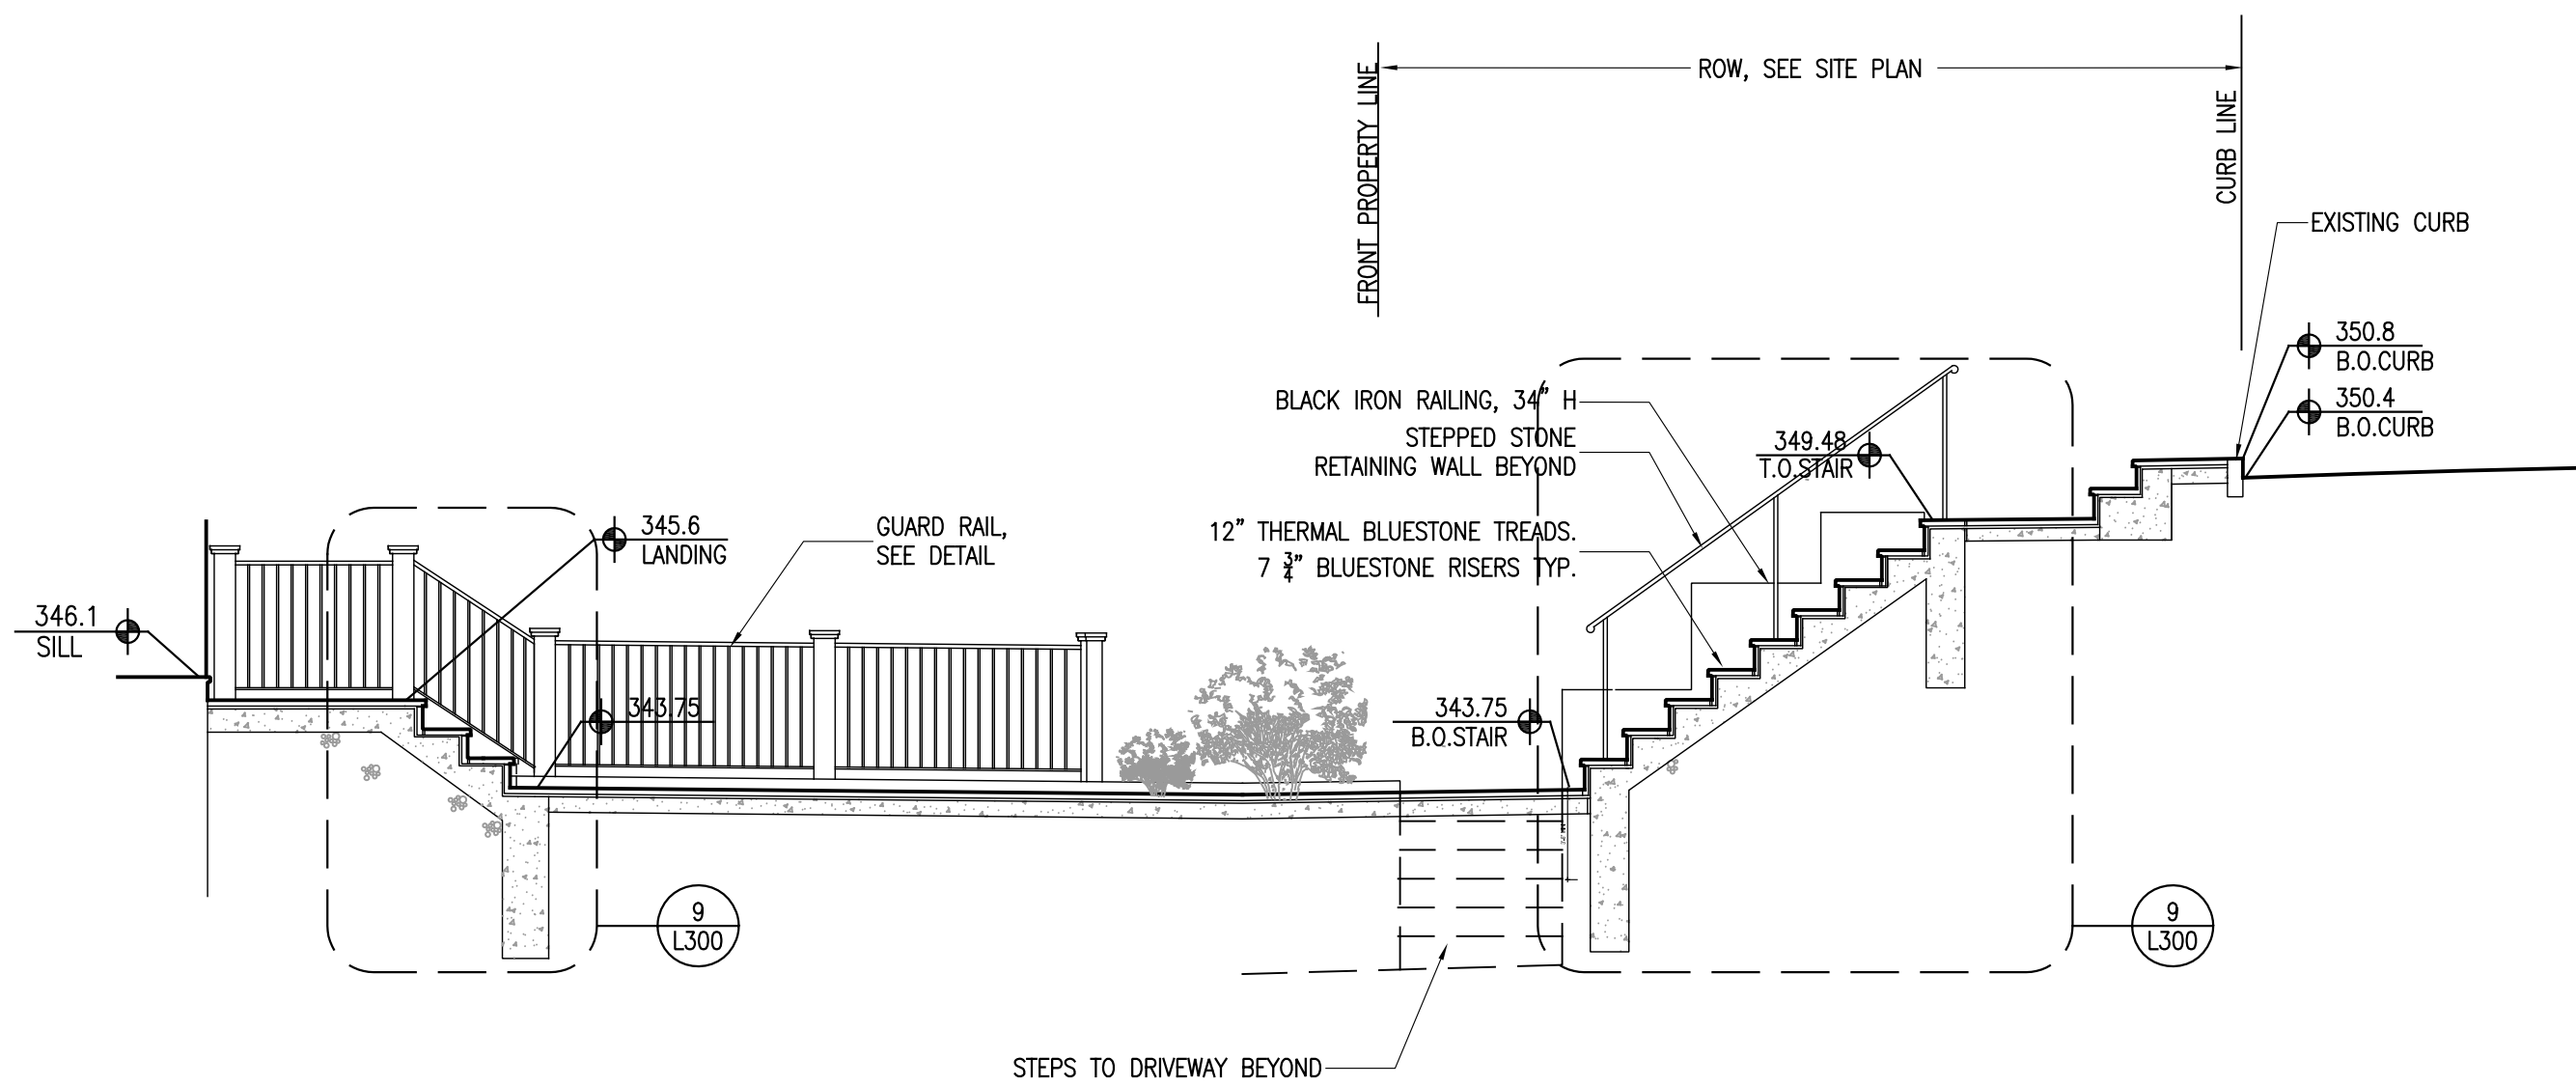 ROW, SEE SITE PLAN
FRONT PROPERTY LINE
CURB LINE
EXISTING CURB
350.8
B.O.CURB
350.4
B.O.CURB
BLACK IRON RAILING, 34" H
STEPPED STONE
RETAINING WALL BEYOND
349.48
T.O.STAIR
12" THERMAL BLUESTONE TREADS.
7 3/4" BLUESTONE RISERS TYP.
345.6
LANDING
GUARD RAIL,
SEE DETAIL
346.1
SILL
343.75
343.75
B.O.STAIR
9
L300
9
L300
STEPS TO DRIVEWAY BEYOND